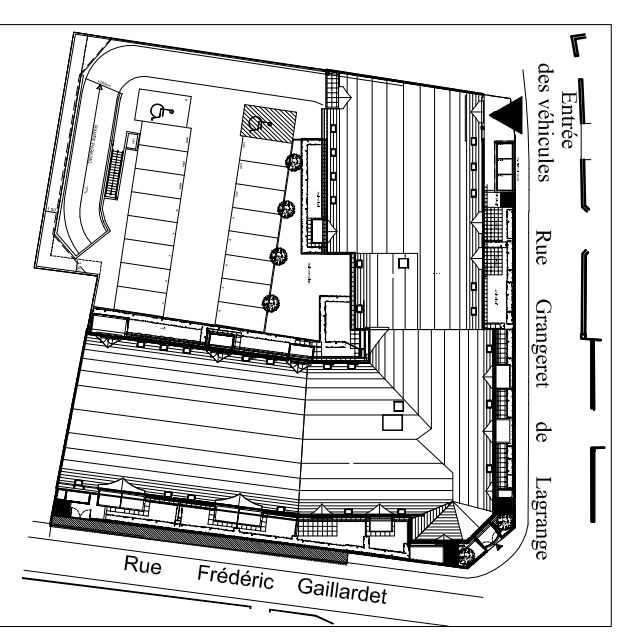 Entrée
des véhicules
Rue Grangeret de Lagrange
Rue Frédéric Gaillardet